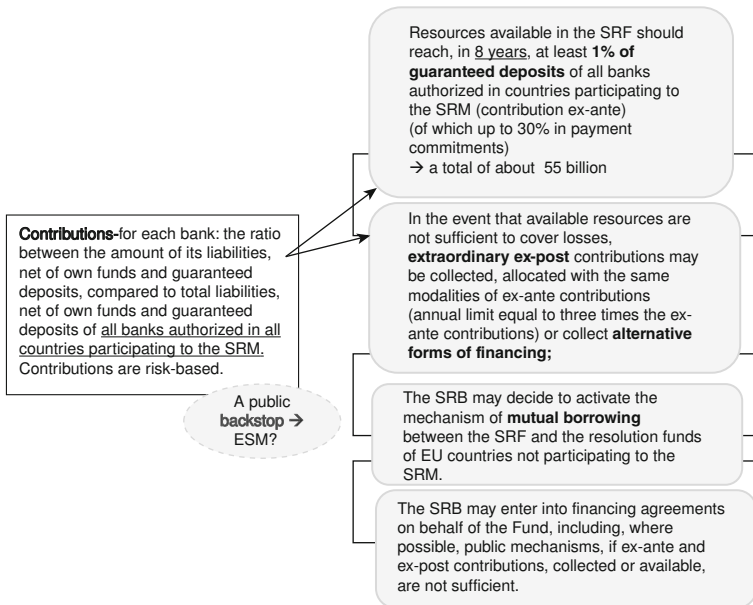 Resources available in the SRF should
reach, in 8 years, at least 1% of
guaranteed deposits of all banks
authorized in countries participating to
the SRM (contribution ex-ante)
(of which up to 30% in payment
commitments)
→ a total of about 55 billion
Contributions-for each bank: the ratio
between the amount of its liabilities,
net of own funds and guaranteed
deposits, compared to total liabilities,
net of own funds and guaranteed
deposits of all banks authorized in all
countries participating to the SRM.
Contributions are risk-based.
In the event that available resources are
not sufficient to cover losses,
extraordinary ex-post contributions may
be collected, allocated with the same
modalities of ex-ante contributions
(annual limit equal to three times the ex-
ante contributions) or collect alternative
forms of financing;
A public
backstop →
ESM?
The SRB may decide to activate the
mechanism of mutual borrowing
between the SRF and the resolution funds
of EU countries not participating to the
SRM.
The SRB may enter into financing agreements
on behalf of the Fund, including, where
possible, public mechanisms, if ex-ante and
ex-post contributions, collected or available,
are not sufficient.